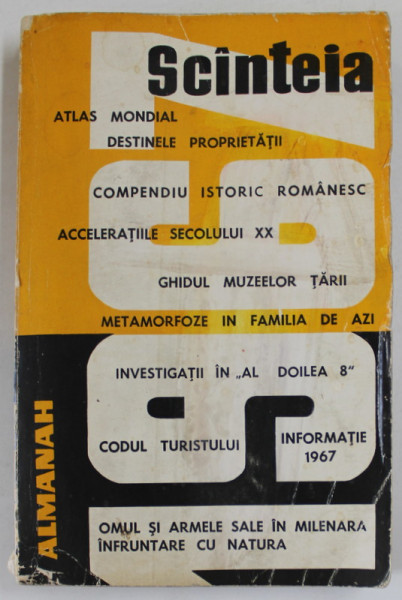 Scînteia
ATLAS MONDIAL
DESTINELE PROPRIETĂȚII
COMPENDIU ISTORIC ROMÂNESC
ACCELERAȚIILE SECOLULUI XX
GHIDUL MUZEELOR ȚĂRII
METAMORFOZE IN FAMILIA DE AZI
INVESTIGAȚII ÎN „AL DOILEA 8"
CODUL TURISTULUI
INFORMAȚIE
1967
OMUL ȘI ARMELE SALE ÎN MILENARA
ÎNFRUNTARE CU NATURA
ALMANAH
1967